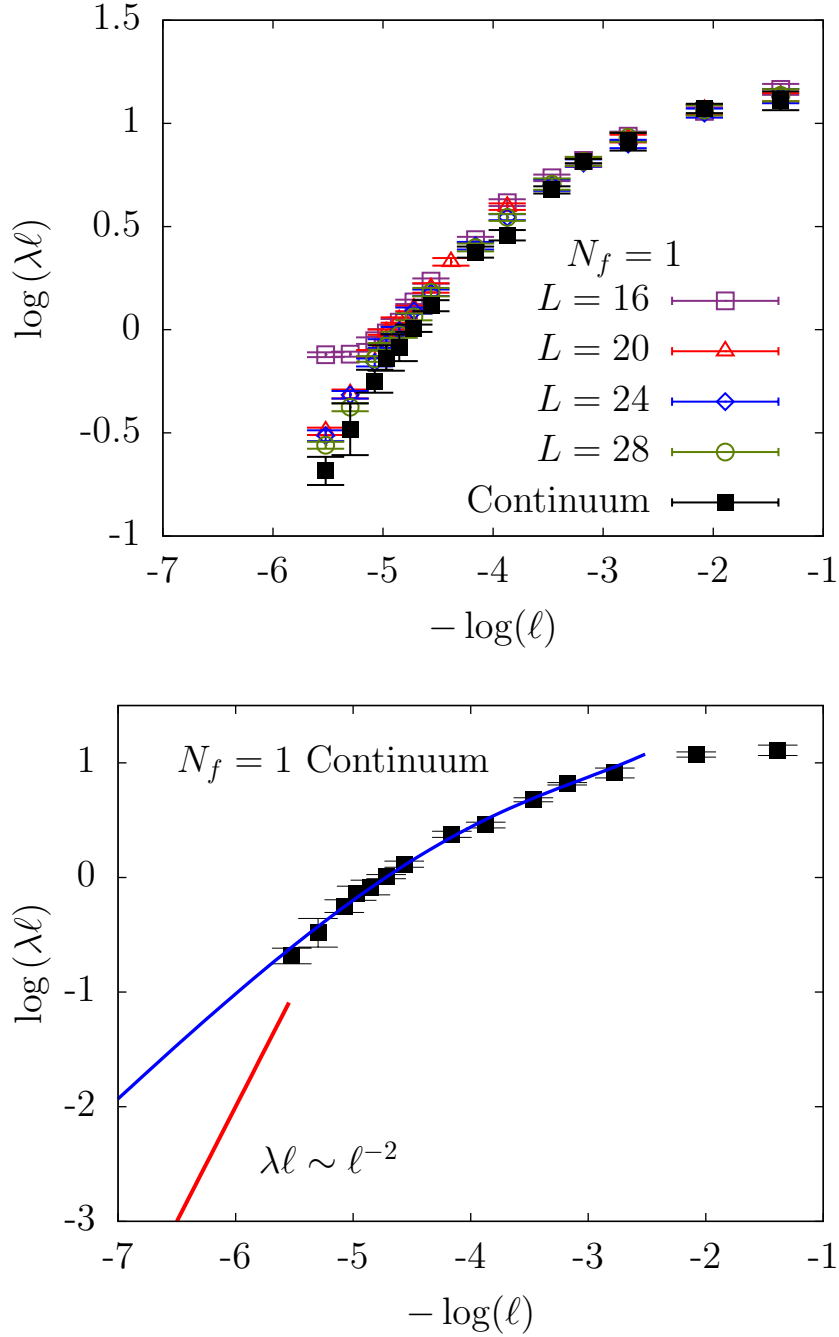 1.5
1
0.5
0
-0.5
-1
log (λℓ)
N_f = 1
L = 16
L = 20
L = 24
L = 28
Continuum
-7 -6 -5 -4 -3 -2 -1
− log(ℓ)
N_f = 1 Continuum
1
0
-1
-2
-3
log (λℓ)
λℓ ∼ ℓ⁻²
-7 -6 -5 -4 -3 -2 -1
− log(ℓ)